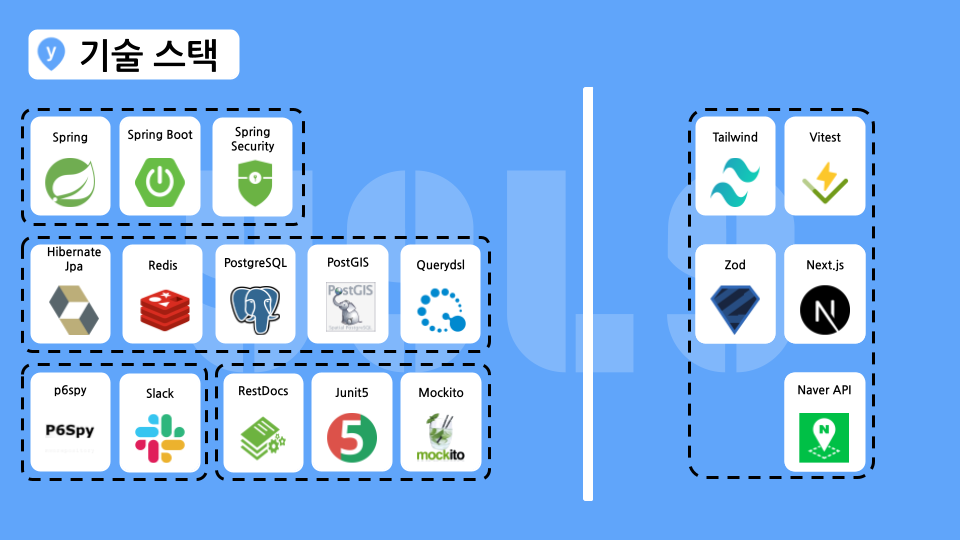 y 기술 스택
Spring
Spring Boot
Spring
Security
Tailwind
Vitest
Hibernate
Jpa
Redis
PostgreSQL
PostGIS
PostGIS
Querydsl
Zod
Next.js
N
p6spy
P6Spy
Slack
RestDocs
Junit5
5
Mockito
mockito
Naver API
N